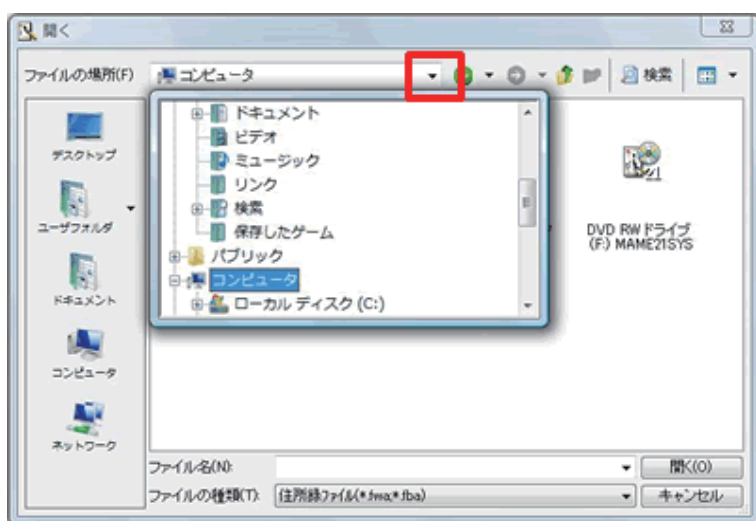 開く
ファイルの場所(F)
コンピュータ
検索
ドキュメント
ビデオ
ミュージック
リンク
検索
保存したゲーム
パブリック
コンピュータ
ローカル ディスク (C:)
デスクトップ
ユーザフォルダ
ドキュメント
コンピュータ
ネットワーク
DVD RW ドライブ
(F:) MAME21SYS
ファイル名(N):
開く(O)
ファイルの種類(T):
住所録ファイル(*.fwa;*.fba)
キャンセル